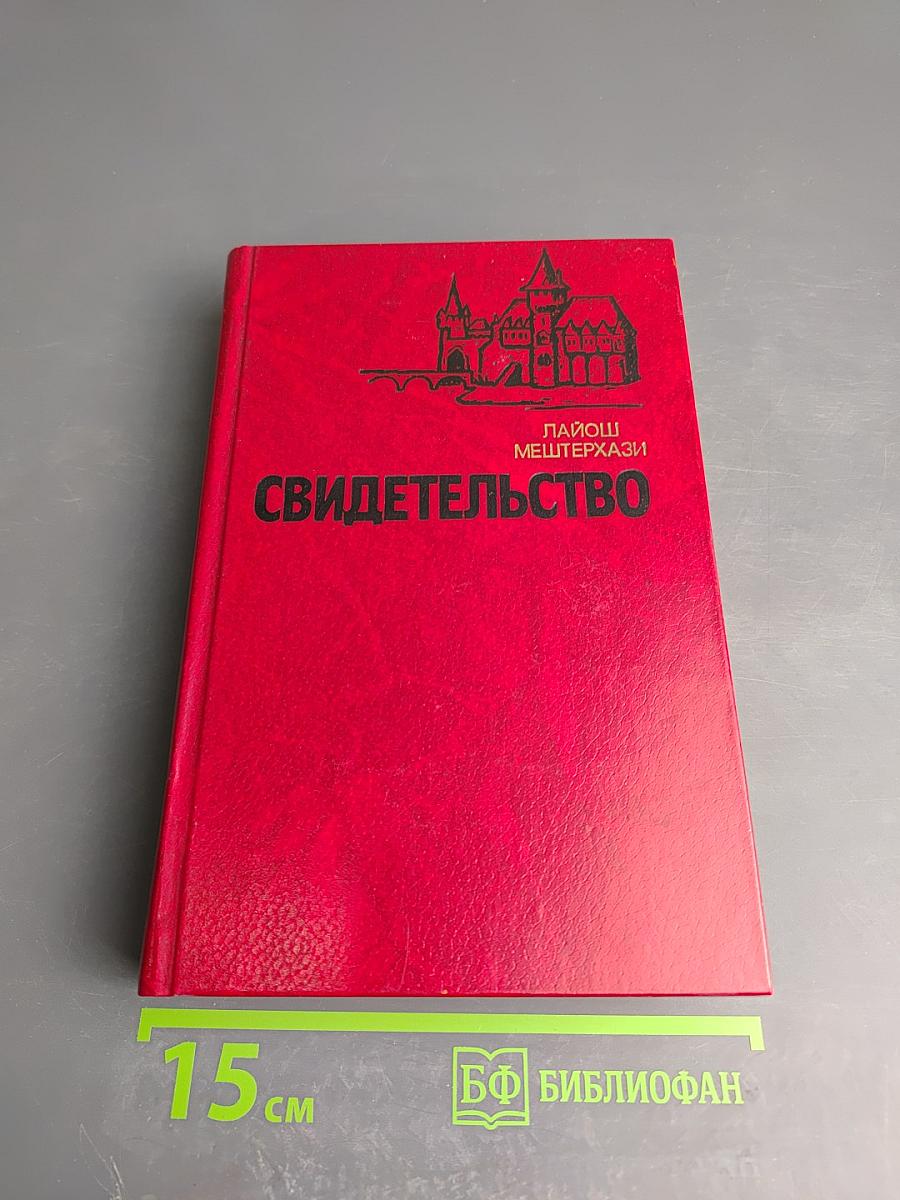 ЛАЙОШ
МЕШТЕРХАЗИ
СВИДЕТЕЛЬСТВО
15 см
БФ БИБЛИОФАН